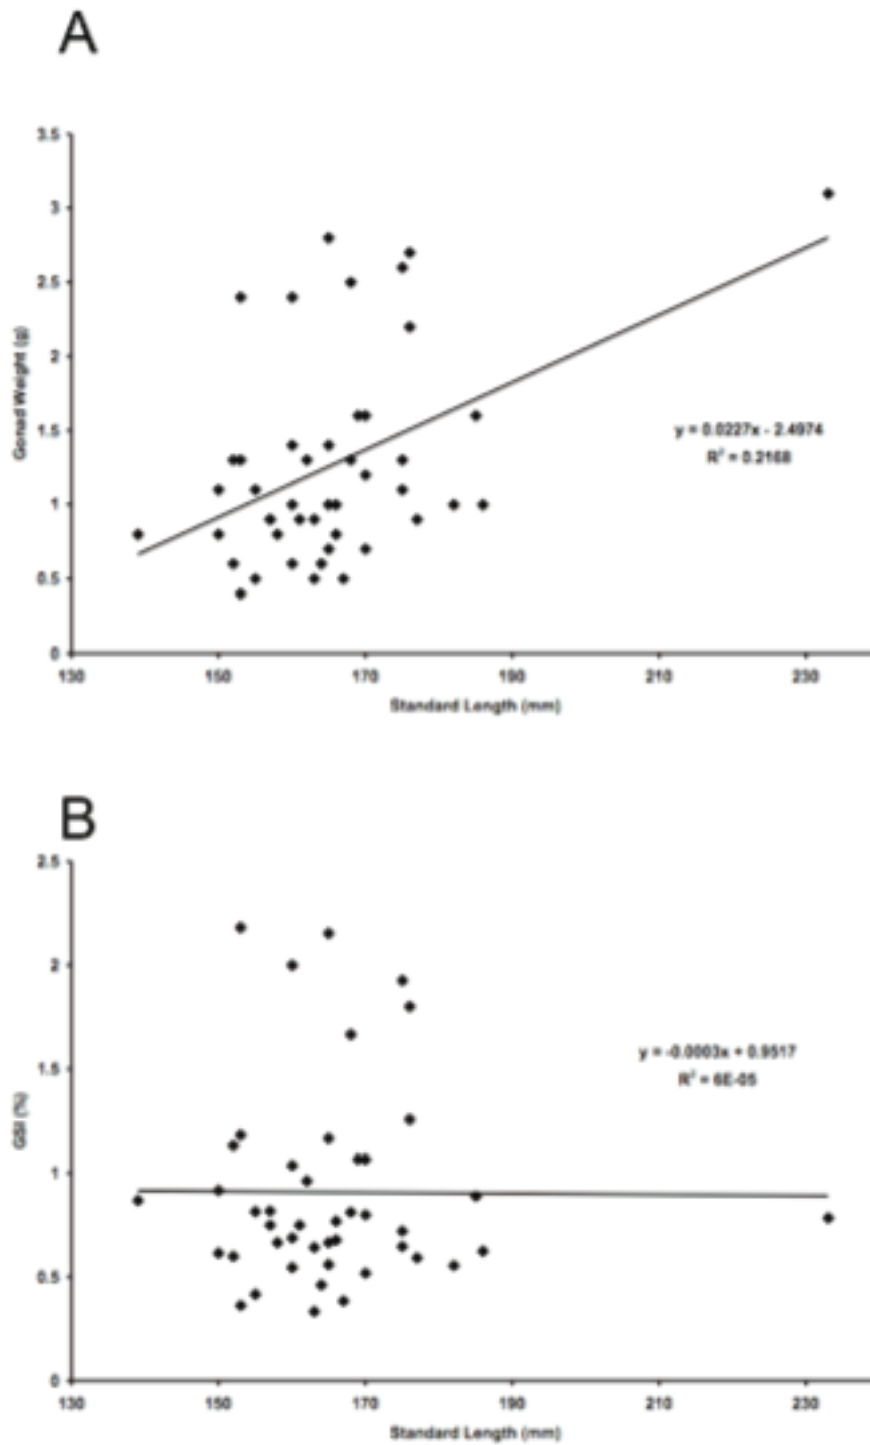 A
3.5
3
2.5
2
1.5
1
0.5
0
Gonad Weight (g)
y = 0.0227x - 2.4974
R² = 0.2168
130 150 170 190 210 230
Standard Length (mm)
B
2.5
2
1.5
1
0.5
0
GSI (%)
y = -0.0003x + 0.9517
R² = 6E-05
130 150 170 190 210 230
Standard Length (mm)